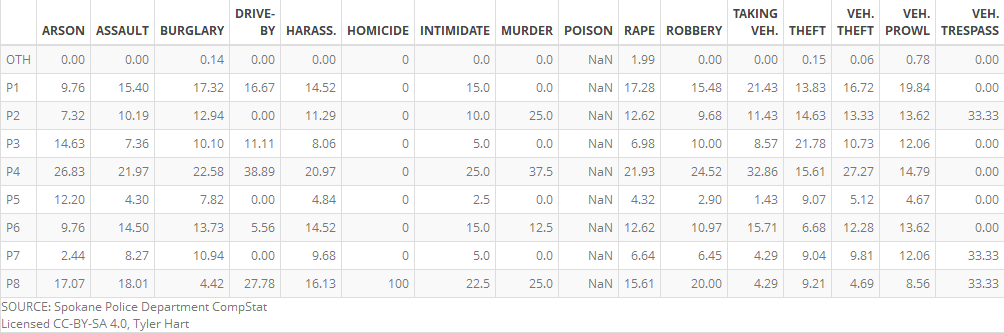 ARSON ASSAULT BURGLARY DRIVE-BY HARASS. HOMICIDE INTIMIDATE MURDER POISON RAPE ROBBERY TAKING VEH. THEFT VEH. THEFT VEH. PROWL VEH. TRESPASS
OTH 0.00 0.00 0.14 0.00 0.00 0 0.0 0.0 NaN 1.99 0.00 0.00 0.15 0.06 0.78 0.00
P1 9.76 15.40 17.32 16.67 14.52 0 15.0 0.0 NaN 17.28 15.48 21.43 13.83 16.72 19.84 0.00
P2 7.32 10.19 12.94 0.00 11.29 0 10.0 25.0 NaN 12.62 9.68 11.43 14.63 13.33 13.62 33.33
P3 14.63 7.36 10.10 11.11 8.06 0 5.0 0.0 NaN 6.98 10.00 8.57 21.78 10.73 12.06 0.00
P4 26.83 21.97 22.58 38.89 20.97 0 25.0 37.5 NaN 21.93 24.52 32.86 15.61 27.27 14.79 0.00
P5 12.20 4.30 7.82 0.00 4.84 0 2.5 0.0 NaN 4.32 2.90 1.43 9.07 5.12 4.67 0.00
P6 9.76 14.50 13.73 5.56 14.52 0 15.0 12.5 NaN 12.62 10.97 15.71 6.68 12.28 13.62 0.00
P7 2.44 8.27 10.94 0.00 9.68 0 5.0 0.0 NaN 6.64 6.45 4.29 9.04 9.81 12.06 33.33
P8 17.07 18.01 4.42 27.78 16.13 100 22.5 25.0 NaN 15.61 20.00 4.29 9.21 4.69 8.56 33.33
SOURCE: Spokane Police Department CompStat
Licensed CC-BY-SA 4.0, Tyler Hart